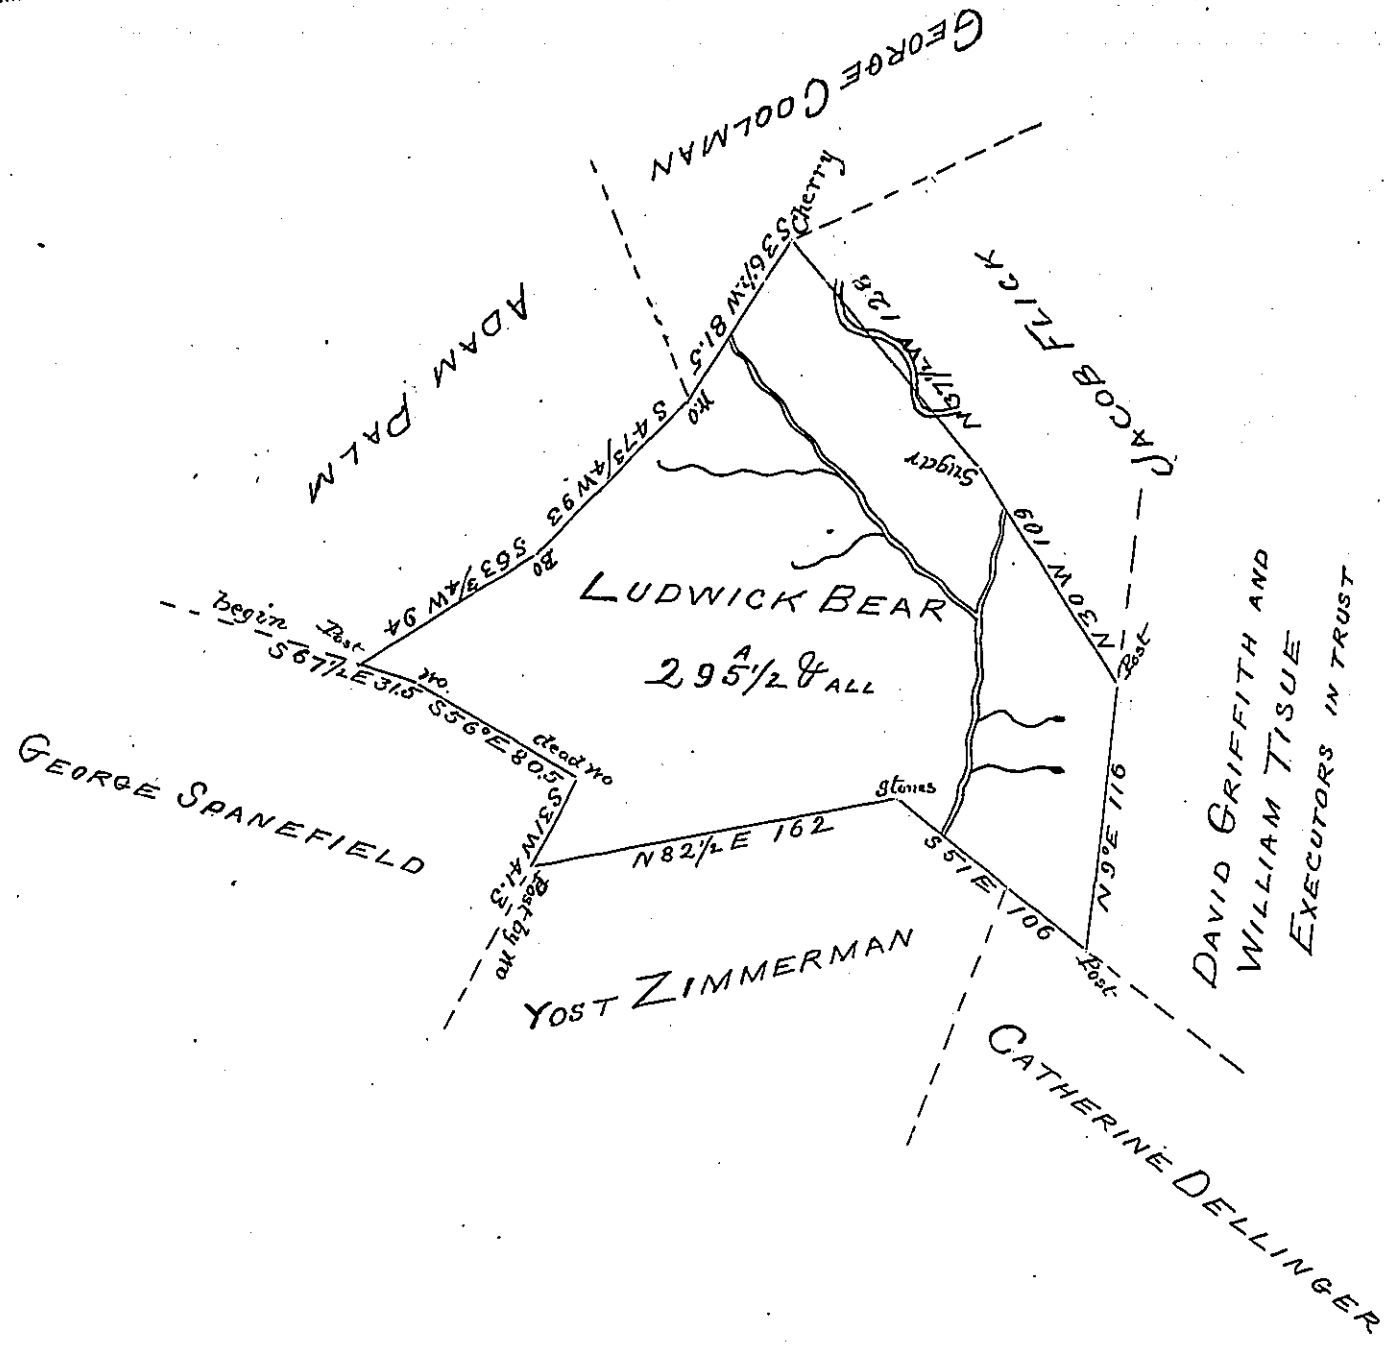 GEORGE COOLMAN
ADAM PALM
JACOB FLICK
Cherry
S 36 1/2 W 81.5
N 37 1/2 W 128
Sugar
W.O
S 47 3/4 W 93
BO
S 63 3/4 W 94
N 30 W 109
Post
begin Post
S 67 1/2 E 31.5
wo.
S 56° E 80.5
dead wo
S 31 W 41.3
Post by wo
N 82 1/2 E 162
Stones
S 51 E 106
Post
N 9° E 116
LUDWICK BEAR
295 A 1/2 & ALL
GEORGE SPANEFIELD
YOST ZIMMERMAN
CATHERINE DELLINGER
DAVID GRIFFITH AND
WILLIAM TISUE
EXECUTORS IN TRUST